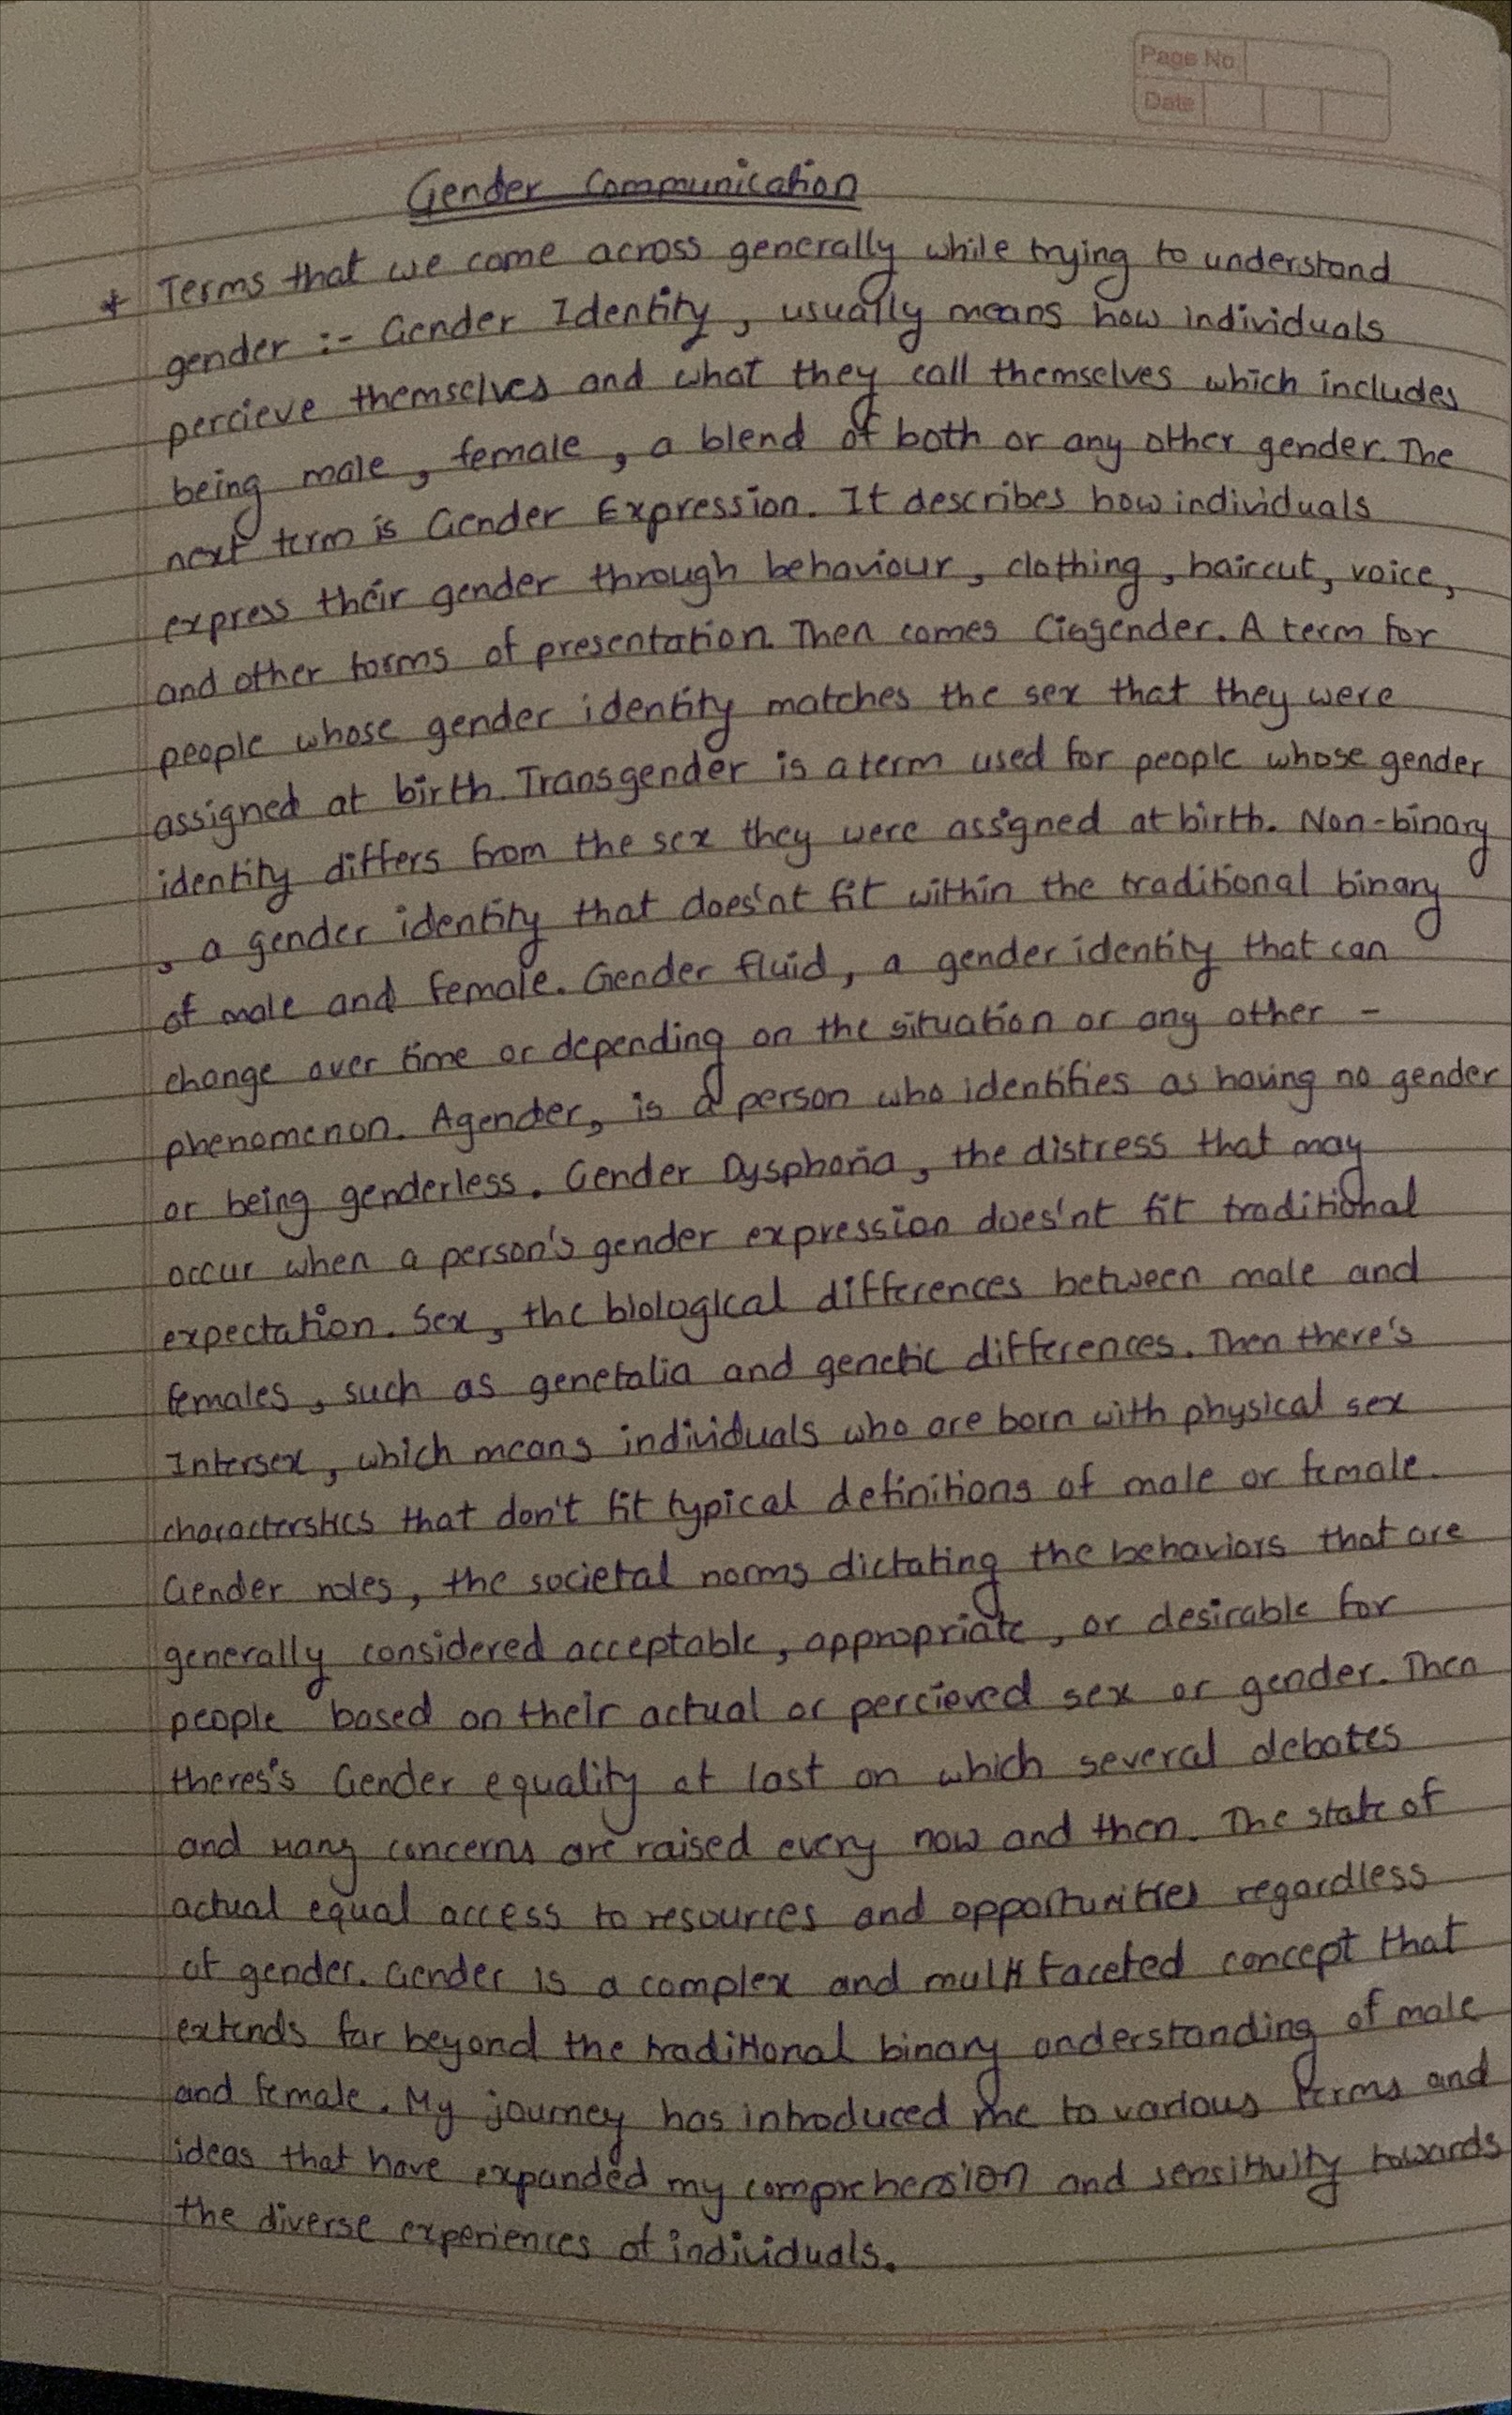 Page No
Date
Gender Communication
* Terms that we come across generally while trying to understand
gender :- Gender Identity, usually means how individuals
percieve themselves and what they call themselves which includes
being male, female, a blend of both or any other gender. The
next term is Gender Expression. It describes how individuals
express their gender through behaviour, clothing, haircut, voice,
and other forms of presentation. Then comes Cisgender. A term for
people whose gender identity matches the sex that they were
assigned at birth. Transgender is a term used for people whose gender
identity differs from the sex they were assigned at birth. Non-binary
, a gender identity that does'nt fit within the traditional binary
of male and female. Gender fluid, a gender identity that can
change over time or depending on the situation or any other -
phenomenon. Agender, is a person who identifies as having no gender
or being genderless. Gender Dysphoria, the distress that may
occur when a person's gender expression does'nt fit traditional
expectation. Sex, the biological differences between male and
females, such as genetalia and genetic differences. Then there's
Intersex, which means individuals who are born with physical sex
characterstics that don't fit typical definitions of male or female.
Gender roles, the societal norms dictating the behaviors that are
generally considered acceptable, appropriate, or desirable for
people based on their actual or percieved sex or gender. Then
theres's Gender equality at last on which several debates
and many concerns are raised every now and then. The state of
actual equal access to resources and opportunities regardless
of gender. Gender is a complex and multifaceted concept that
extends far beyond the traditional binary understanding of male
and female. My journey has introduced me to various terms and
ideas that have expanded my comprehension and sensitivity towards
the diverse experiences of individuals.